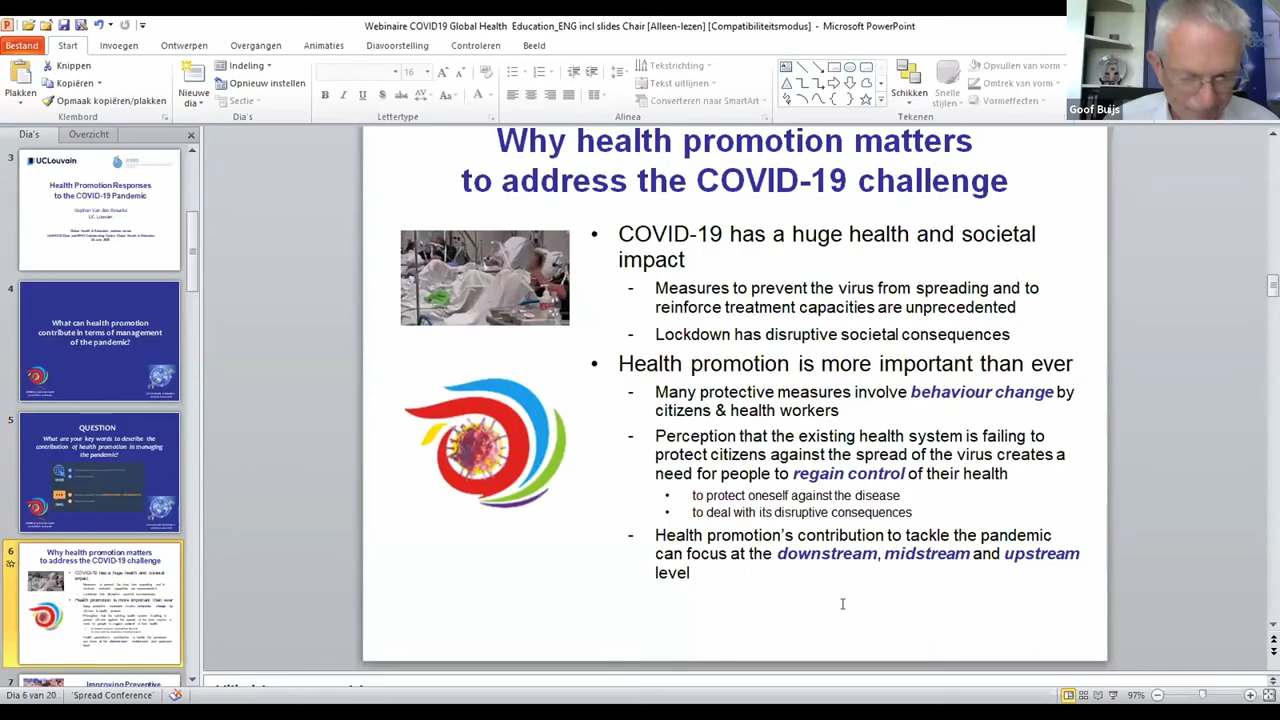 Webinaire COVID19 Global Health Education_ENG incl slides Chair [Alleen-lezen] [Compatibiliteitsmodus] - Microsoft PowerPoint
Bestand Start Invoegen Ontwerpen Overgangen Animaties Diavoorstelling Controleren Beeld
Plakken
Knippen
Kopiëren
Opmaak kopiëren/plakken
Klembord
Nieuwe dia
Indeling
Opnieuw instellen
Sectie
Dia's
16
Lettertype
Tekstrichting
Tekst uitlijnen
Converteren naar SmartArt
Alinea
Schikken
Snelle stijlen
Opvullen van vorm
Omtrek van vorm
Vormeffecten
Tekenen
Goof Buijs
Dia's Overzicht
3
UCLouvain
Health Promotion Responses
to the COVID-19 Pandemic
4
What can health promotion
contribute in terms of management
of the pandemic?
5
QUESTION
What are your key words to describe the
contribution of health promotion in managing
the pandemic?
6
Why health promotion matters
to address the COVID-19 challenge
7
Improving Preventive
Why health promotion matters
to address the COVID-19 challenge
• COVID-19 has a huge health and societal
impact
- Measures to prevent the virus from spreading and to
reinforce treatment capacities are unprecedented
- Lockdown has disruptive societal consequences
• Health promotion is more important than ever
- Many protective measures involve behaviour change by
citizens & health workers
- Perception that the existing health system is failing to
protect citizens against the spread of the virus creates a
need for people to regain control of their health
• to protect oneself against the disease
• to deal with its disruptive consequences
- Health promotion's contribution to tackle the pandemic
can focus at the downstream, midstream and upstream
level
Dia 6 van 20 'Spread Conference' 97%